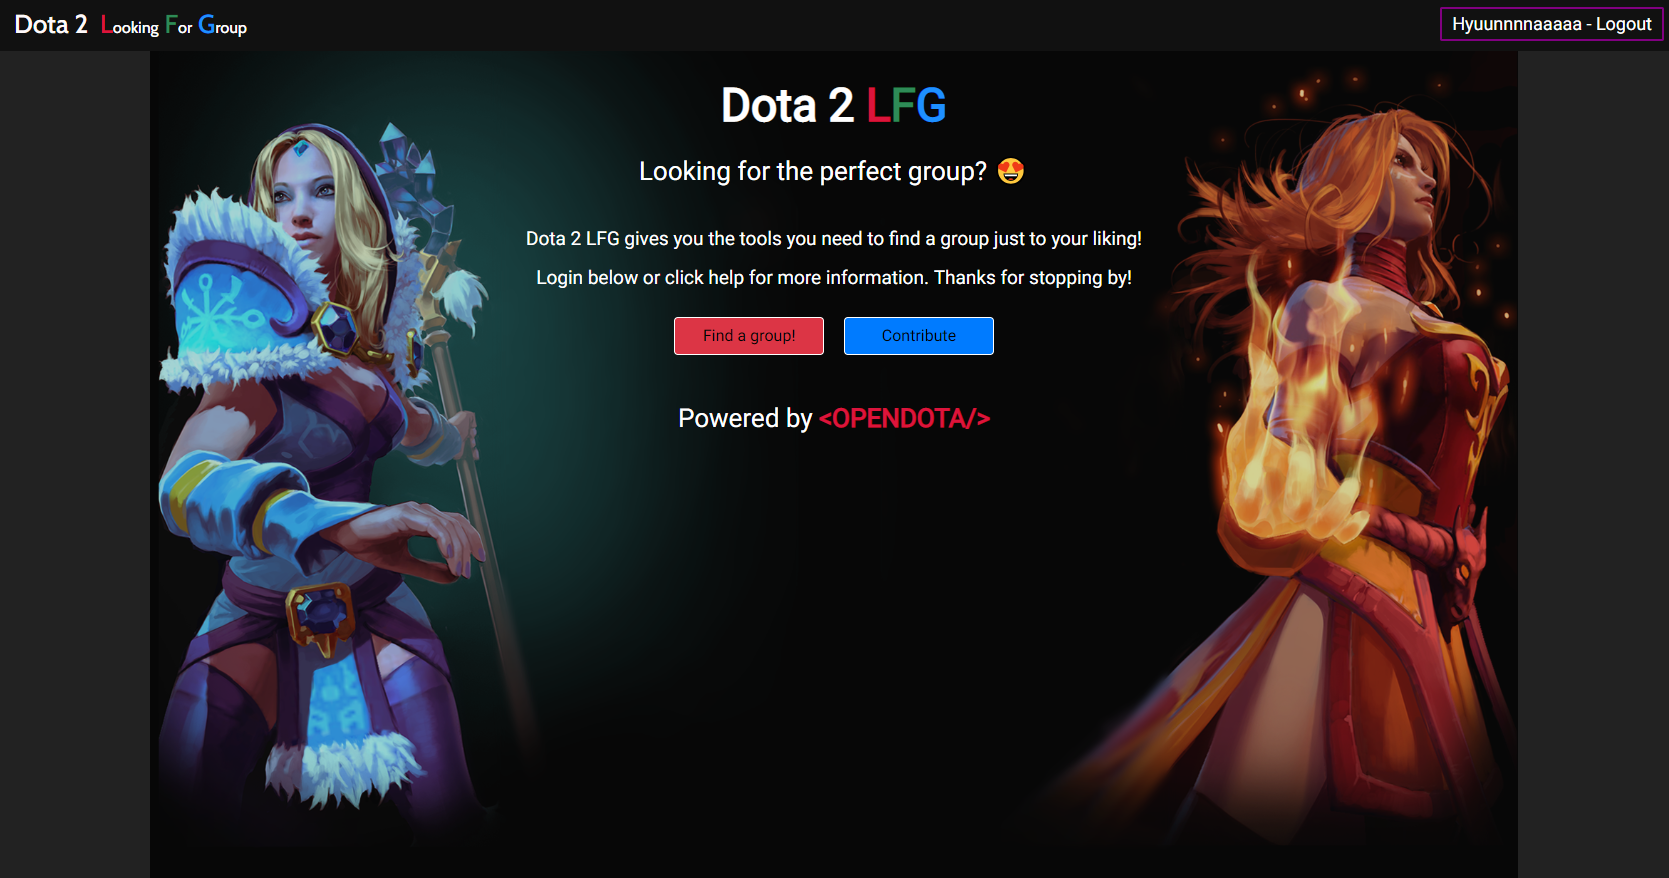 Dota 2 Looking For Group
Hyuunnnnaaaaa - Logout
Dota 2 LFG
Looking for the perfect group? 😍
Dota 2 LFG gives you the tools you need to find a group just to your liking!
Login below or click help for more information. Thanks for stopping by!
Find a group!
Contribute
Powered by <OPENDOTA/>